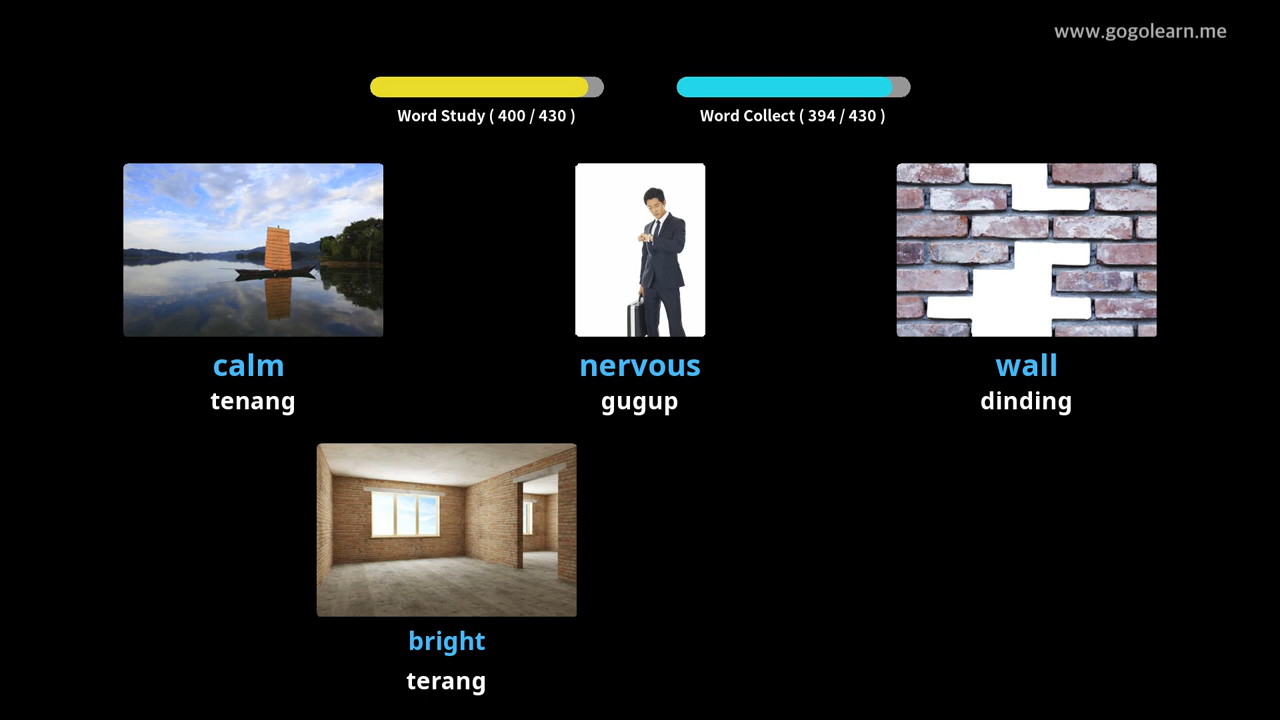 www.gogolearn.me
Word Study ( 400 / 430 )
Word Collect ( 394 / 430 )
calm
tenang
nervous
gugup
wall
dinding
bright
terang